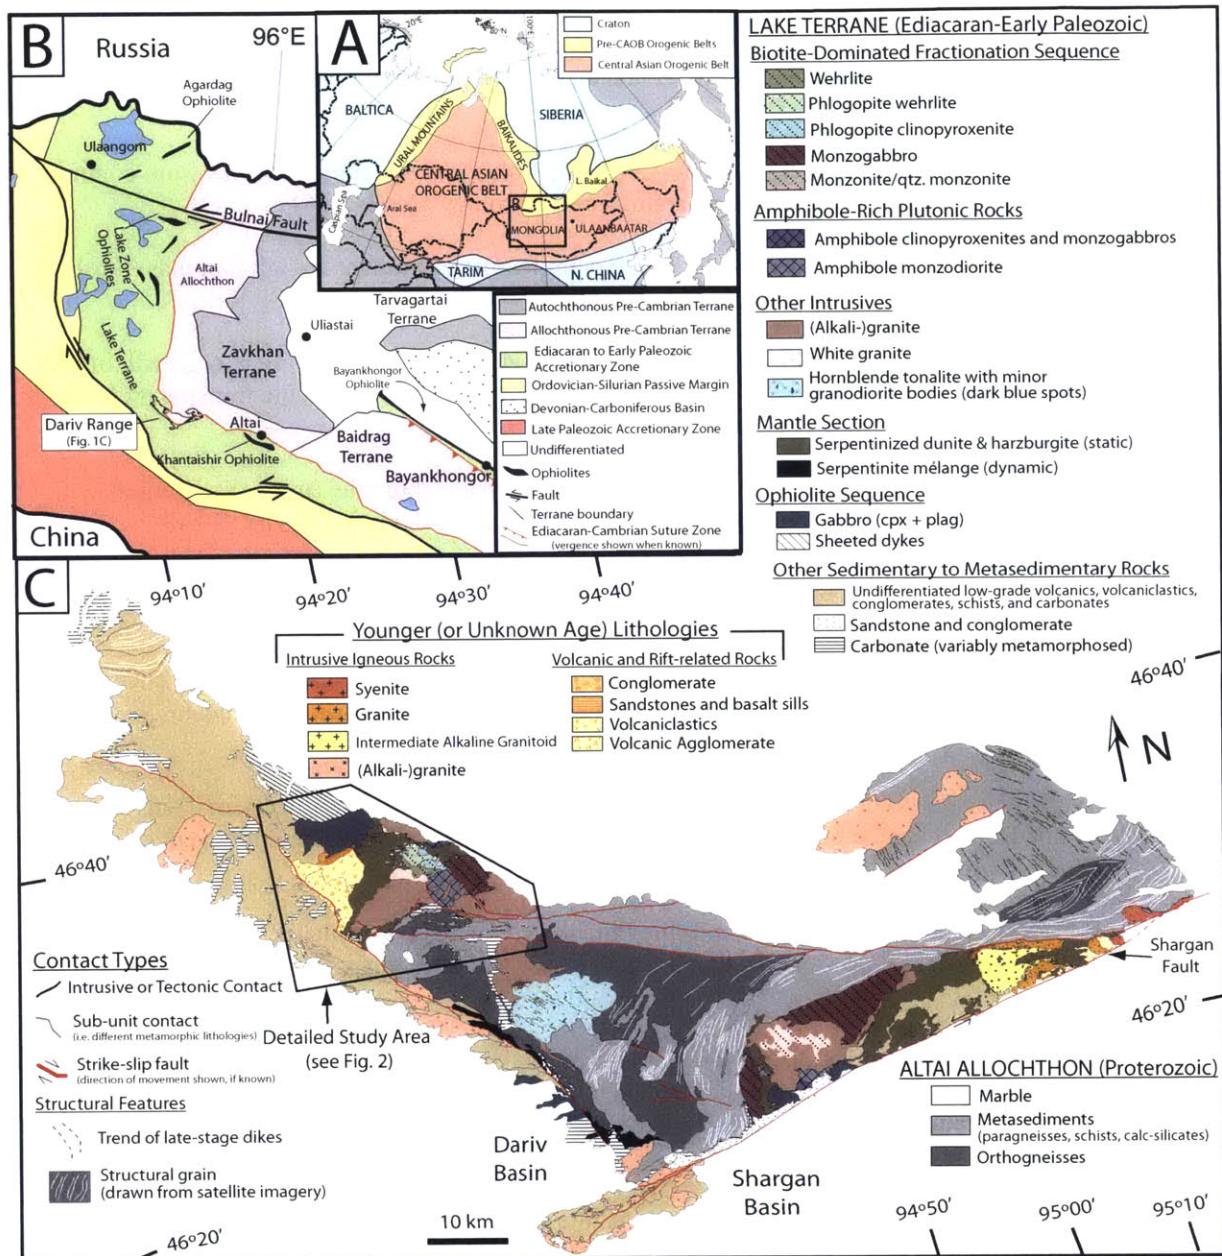 B
Russia
96°E
Agardag
Ophiolite
Ulaangom
Bulnai Fault
Lake Zone
Ophiolites
Altai
Allochthon
Lake Terrane
Zavkhan
Terrane
Uliastai
Tarvagartai
Terrane
Bayankhongor
Ophiolite
Dariv Range
(Fig. 1C)
Altai
Khantaishir Ophiolite
Baidrag
Terrane
Bayankhongor
China
A
20°E
100°E
BALTICA
URAL MOUNTAINS
BAIKALIDES
SIBERIA
CENTRAL ASIAN
OROGENIC BELT
L. Baikal
Caspian Sea
Aral Sea
B
MONGOLIA
ULAANBAATAR
TARIM
N. CHINA
Craton
Pre-CAOB Orogenic Belts
Central Asian Orogenic Belt
Autochthonous Pre-Cambrian Terrane
Allochthonous Pre-Cambrian Terrane
Ediacaran to Early Paleozoic
Accretionary Zone
Ordovician-Silurian Passive Margin
Devonian-Carboniferous Basin
Late Paleozoic Accretionary Zone
Undifferentiated
Ophiolites
Fault
Terrane boundary
Ediacaran-Cambrian Suture Zone
(vergence shown when known)
LAKE TERRANE (Ediacaran-Early Paleozoic)
Biotite-Dominated Fractionation Sequence
Wehrlite
Phlogopite wehrlite
Phlogopite clinopyroxenite
Monzogabbro
Monzonite/qtz. monzonite
Amphibole-Rich Plutonic Rocks
Amphibole clinopyroxenites and monzogabbros
Amphibole monzodiorite
Other Intrusives
(Alkali-)granite
White granite
Hornblende tonalite with minor
granodiorite bodies (dark blue spots)
Mantle Section
Serpentinized dunite & harzburgite (static)
Serpentinite mélange (dynamic)
Ophiolite Sequence
Gabbro (cpx + plag)
Sheeted dykes
Other Sedimentary to Metasedimentary Rocks
Undifferentiated low-grade volcanics, volcaniclastics,
conglomerates, schists, and carbonates
Sandstone and conglomerate
Carbonate (variably metamorphosed)
C
94°10'
94°20'
94°30'
94°40'
Younger (or Unknown Age) Lithologies
Intrusive Igneous Rocks
Syenite
Granite
Intermediate Alkaline Granitoid
(Alkali-)granite
Volcanic and Rift-related Rocks
Conglomerate
Sandstones and basalt sills
Volcaniclastics
Volcanic Agglomerate
46°40'
N
46°40'
Shargan
Fault
46°20'
Contact Types
Intrusive or Tectonic Contact
Sub-unit contact
(i.e. different metamorphic lithologies)
Strike-slip fault
(direction of movement shown, if known)
Structural Features
Trend of late-stage dikes
Structural grain
(drawn from satellite imagery)
Detailed Study Area
(see Fig. 2)
Dariv
Basin
Shargan
Basin
ALTAI ALLOCHTHON (Proterozoic)
Marble
Metasediments
(paragneisses, schists, calc-silicates)
Orthogneisses
46°20'
10 km
94°50'
95°00'
95°10'